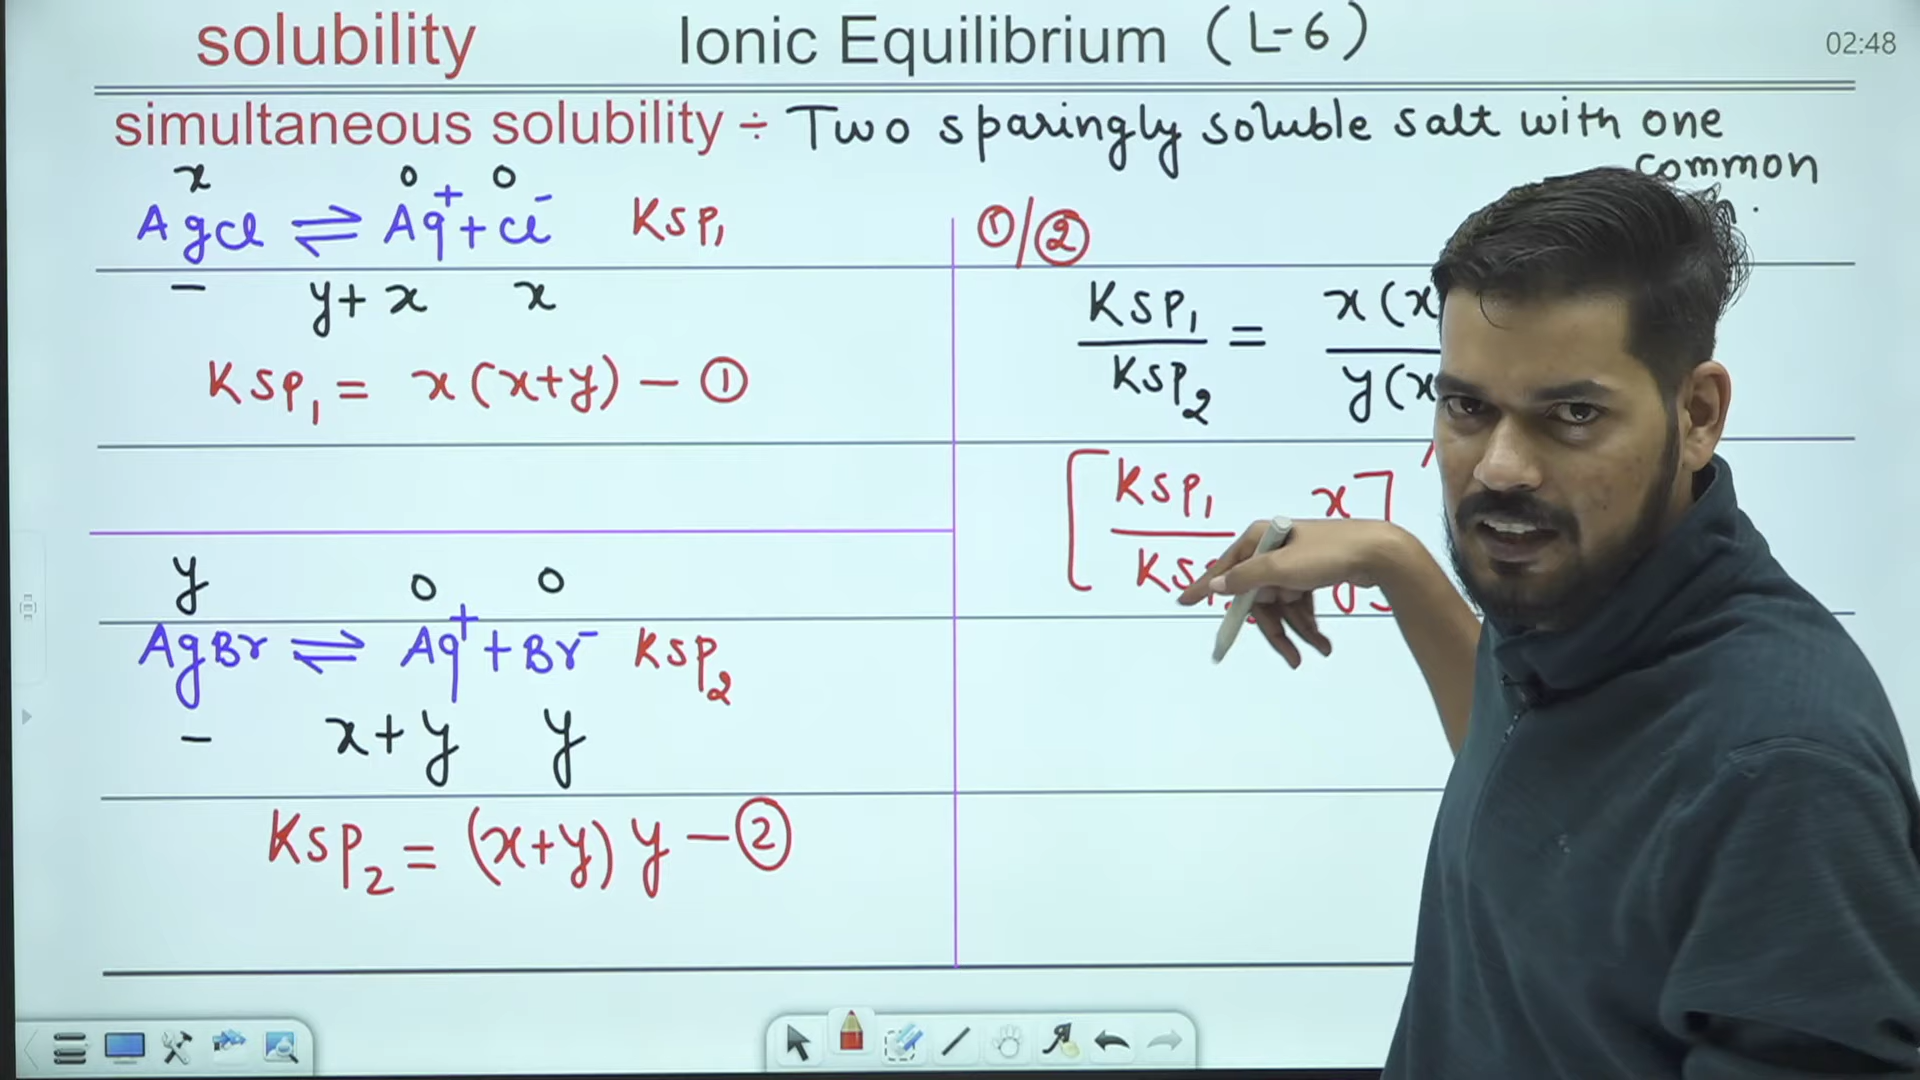 solubility Ionic Equilibrium (L-6)
02:48
simultaneous solubility ÷ Two sparingly soluble salt with one
common
x 0 0
AgCl ⇌ Ag⁺ + Cl⁻ Ksp₁
- y+x x
Ksp₁ = x(x+y) - ①
y 0 0
AgBr ⇌ Ag⁺ + Br⁻ Ksp₂
- x+y y
Ksp₂ = (x+y) y - ②
①/②
Ksp₁ = x(x
Ksp₂ y(x
[Ksp₁ x]
y